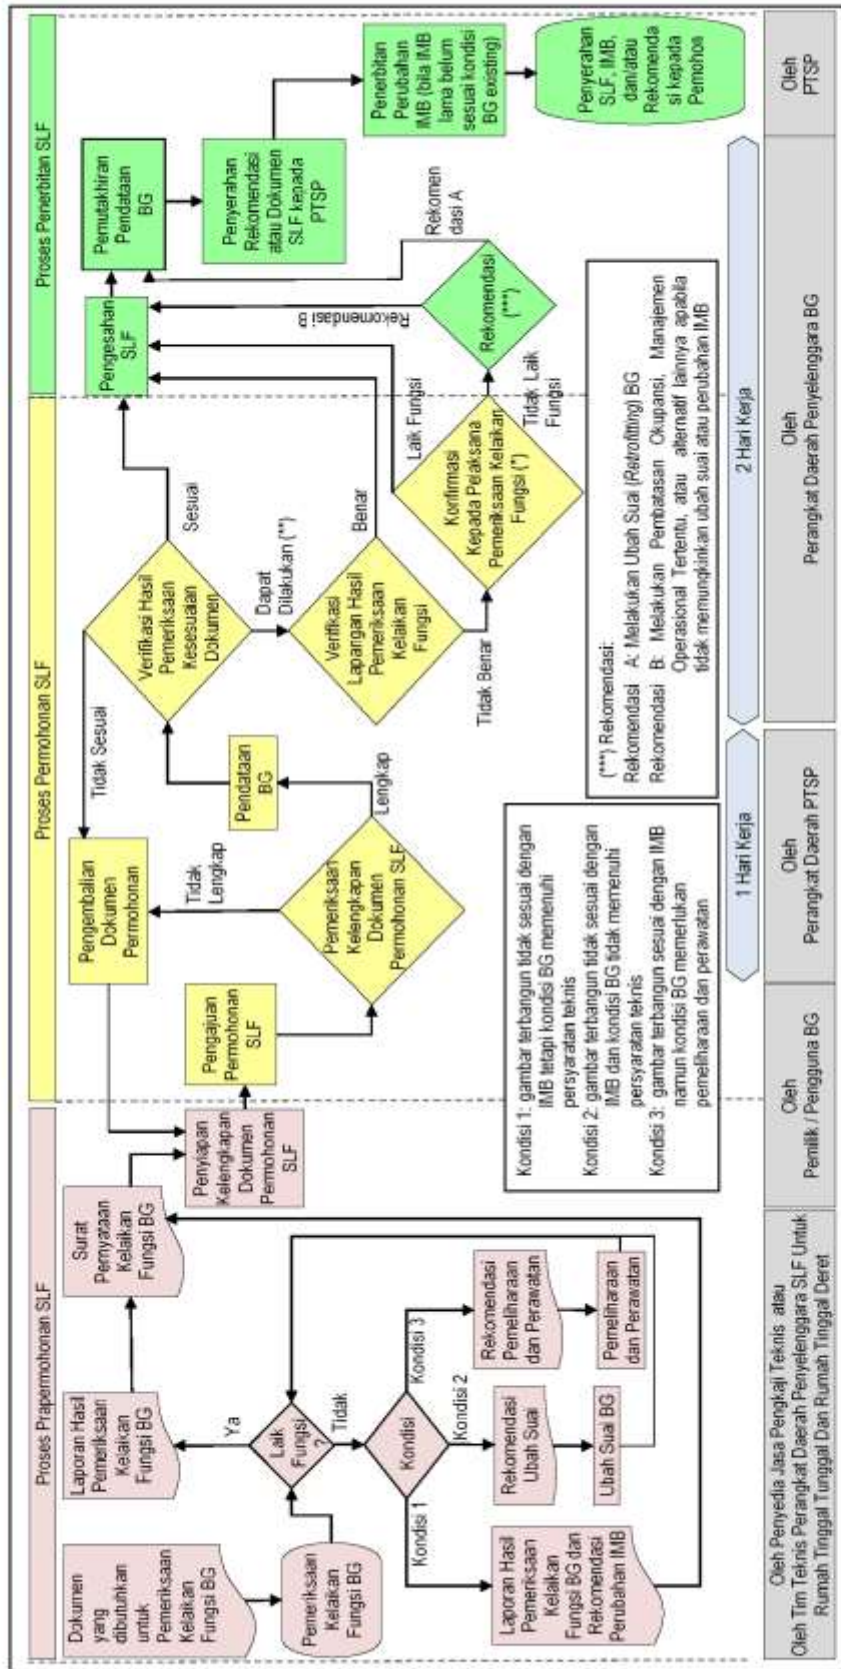 Proses Prapermohonan SLF
Dokumen
yang
dibutuhkan
untuk
Pemeriksaan
Kelaikan
Fungsi BG
Pemeriksaan
Kelaikan
Fungsi BG
Laporan Hasil
Pemeriksaan
Kelaikan
Fungsi BG
Ya
Laik
Fungsi
?
Tidak
Kondisi
Kondisi 1
Kondisi 2
Kondisi 3
Laporan Hasil
Pemeriksaan
Kelaikan
Fungsi BG dan
Rekomendasi
Perubahan IMB
Rekomendasi
Ubah Suai
Ubah Suai BG
Rekomendasi
Pemeliharaan
dan Perawatan
Pemeliharaan
dan Perawatan
Surat
Pernyataan
Kelaikan
Fungsi BG
Penyiapan
Kelengkapan
Dokumen
Permohonan
SLF
Proses Permohonan SLF
Pengajuan
Permohonan
SLF
Pengembalian
Dokumen
Permohonan
Tidak
Lengkap
Pemeriksaan
Kelengkapan
Dokumen
Permohonan SLF
Lengkap
Pendataan
BG
Tidak Sesuai
Verifikasi Hasil
Pemeriksaan
Kesesuaian
Dokumen
Sesuai
Dapat
Dilakukan (**)
Verifikasi
Lapangan Hasil
Pemeriksaan
Kelaikan
Fungsi
Benar
Tidak Benar
Konfirmasi
Kepada Pelaksana
Pemeriksaan Kelaikan
Fungsi (*)
Laik Fungsi
Tidak Laik
Fungsi
Proses Penerbitan SLF
Pengesahan
SLF
Rekomendasi B
Rekomendasi
(***)
Rekomen
dasi A
Pemutakhiran
Pendataan
BG
Penyerahan
Rekomendasi
atau Dokumen
SLF kepada
PTSP
Penerbitan
Perubahan
IMB (bila IMB
lama belum
sesuai kondisi
BG existing)
Penyerahan
SLF, IMB,
dan/atau
Rekomenda
si kepada
Pemohon
Kondisi 1: gambar terbangun tidak sesuai dengan
IMB tetapi kondisi BG memenuhi
persyaratan teknis
Kondisi 2: gambar terbangun tidak sesuai dengan
IMB dan kondisi BG tidak memenuhi
persyaratan teknis
Kondisi 3: gambar terbangun sesuai dengan IMB
namun kondisi BG memerlukan
pemeliharaan dan perawatan
(***) Rekomendasi:
Rekomendasi A: Melakukan Ubah Suai (Retrofitting) BG
Rekomendasi B: Melakukan Pembatasan Okupansi, Manajemen
Operasional Tertentu, atau alternatif lainnya apabila
tidak memungkinkan ubah suai atau perubahan IMB
1 Hari Kerja
2 Hari Kerja
Oleh Penyedia Jasa Pengkaji Teknis atau
Oleh Tim Teknis Perangkat Daerah Penyelenggara SLF Untuk
Rumah Tinggal Tunggal Dan Rumah Tinggal Deret
Oleh
Pemilik / Pengguna BG
Oleh
Perangkat Daerah PTSP
Oleh
Perangkat Daerah Penyelenggara BG
Oleh
PTSP